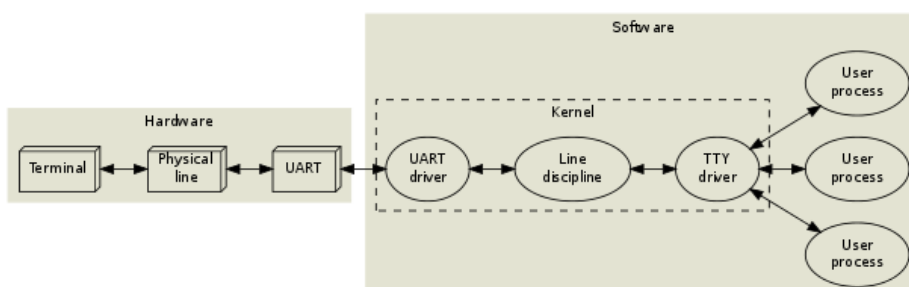 Software
Hardware
Kernel
Terminal
Physical
line
UART
UART
driver
Line
discipline
TTY
driver
User
process
User
process
User
process